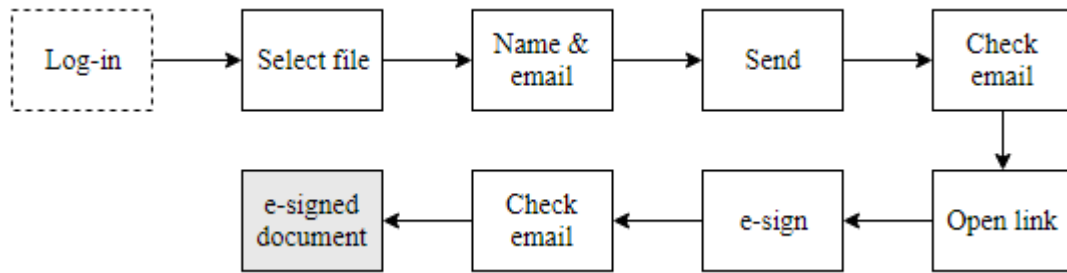 Log-in
Select file
Name &
email
Send
Check
email
e-signed
document
Check
email
e-sign
Open link